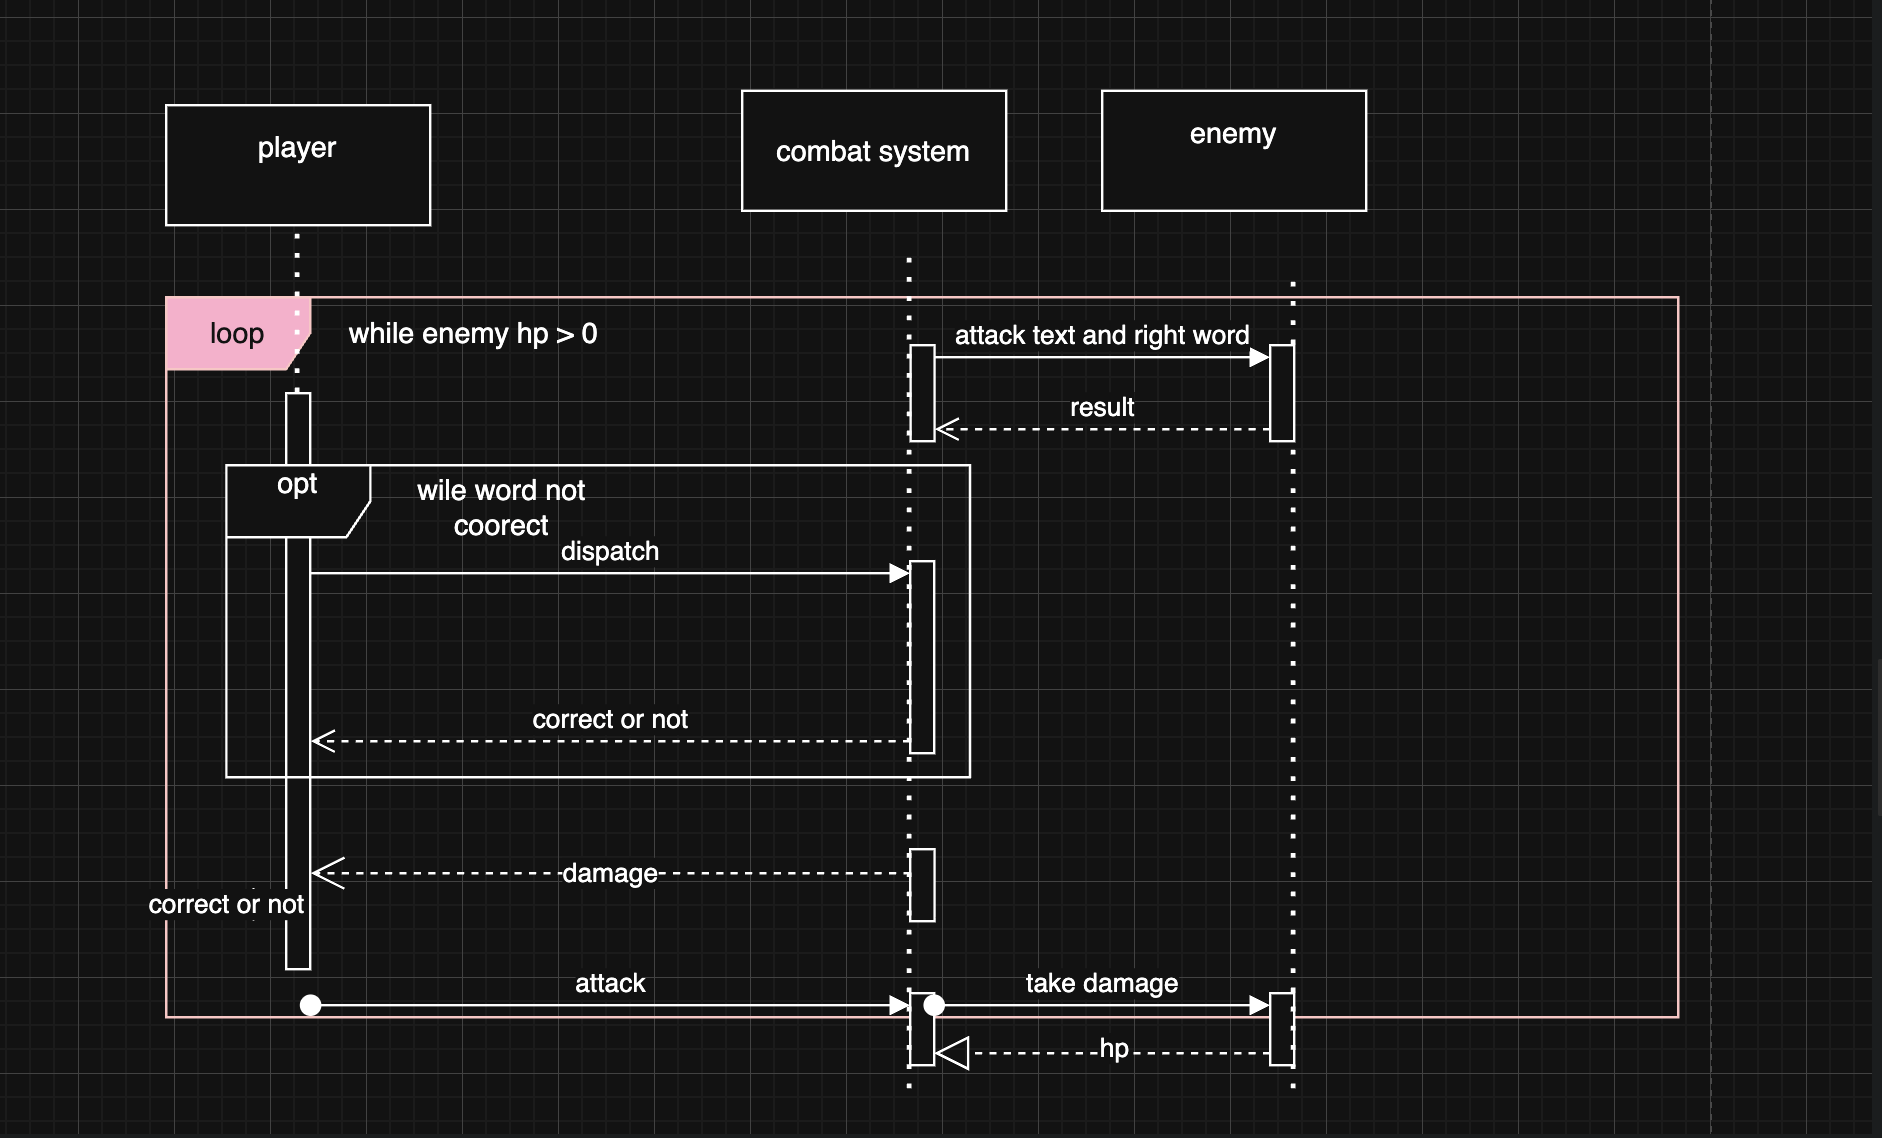 player
combat system
enemy
loop
while enemy hp > 0
attack text and right word
result
opt
wile word not
coorect
dispatch
correct or not
damage
correct or not
attack
take damage
hp